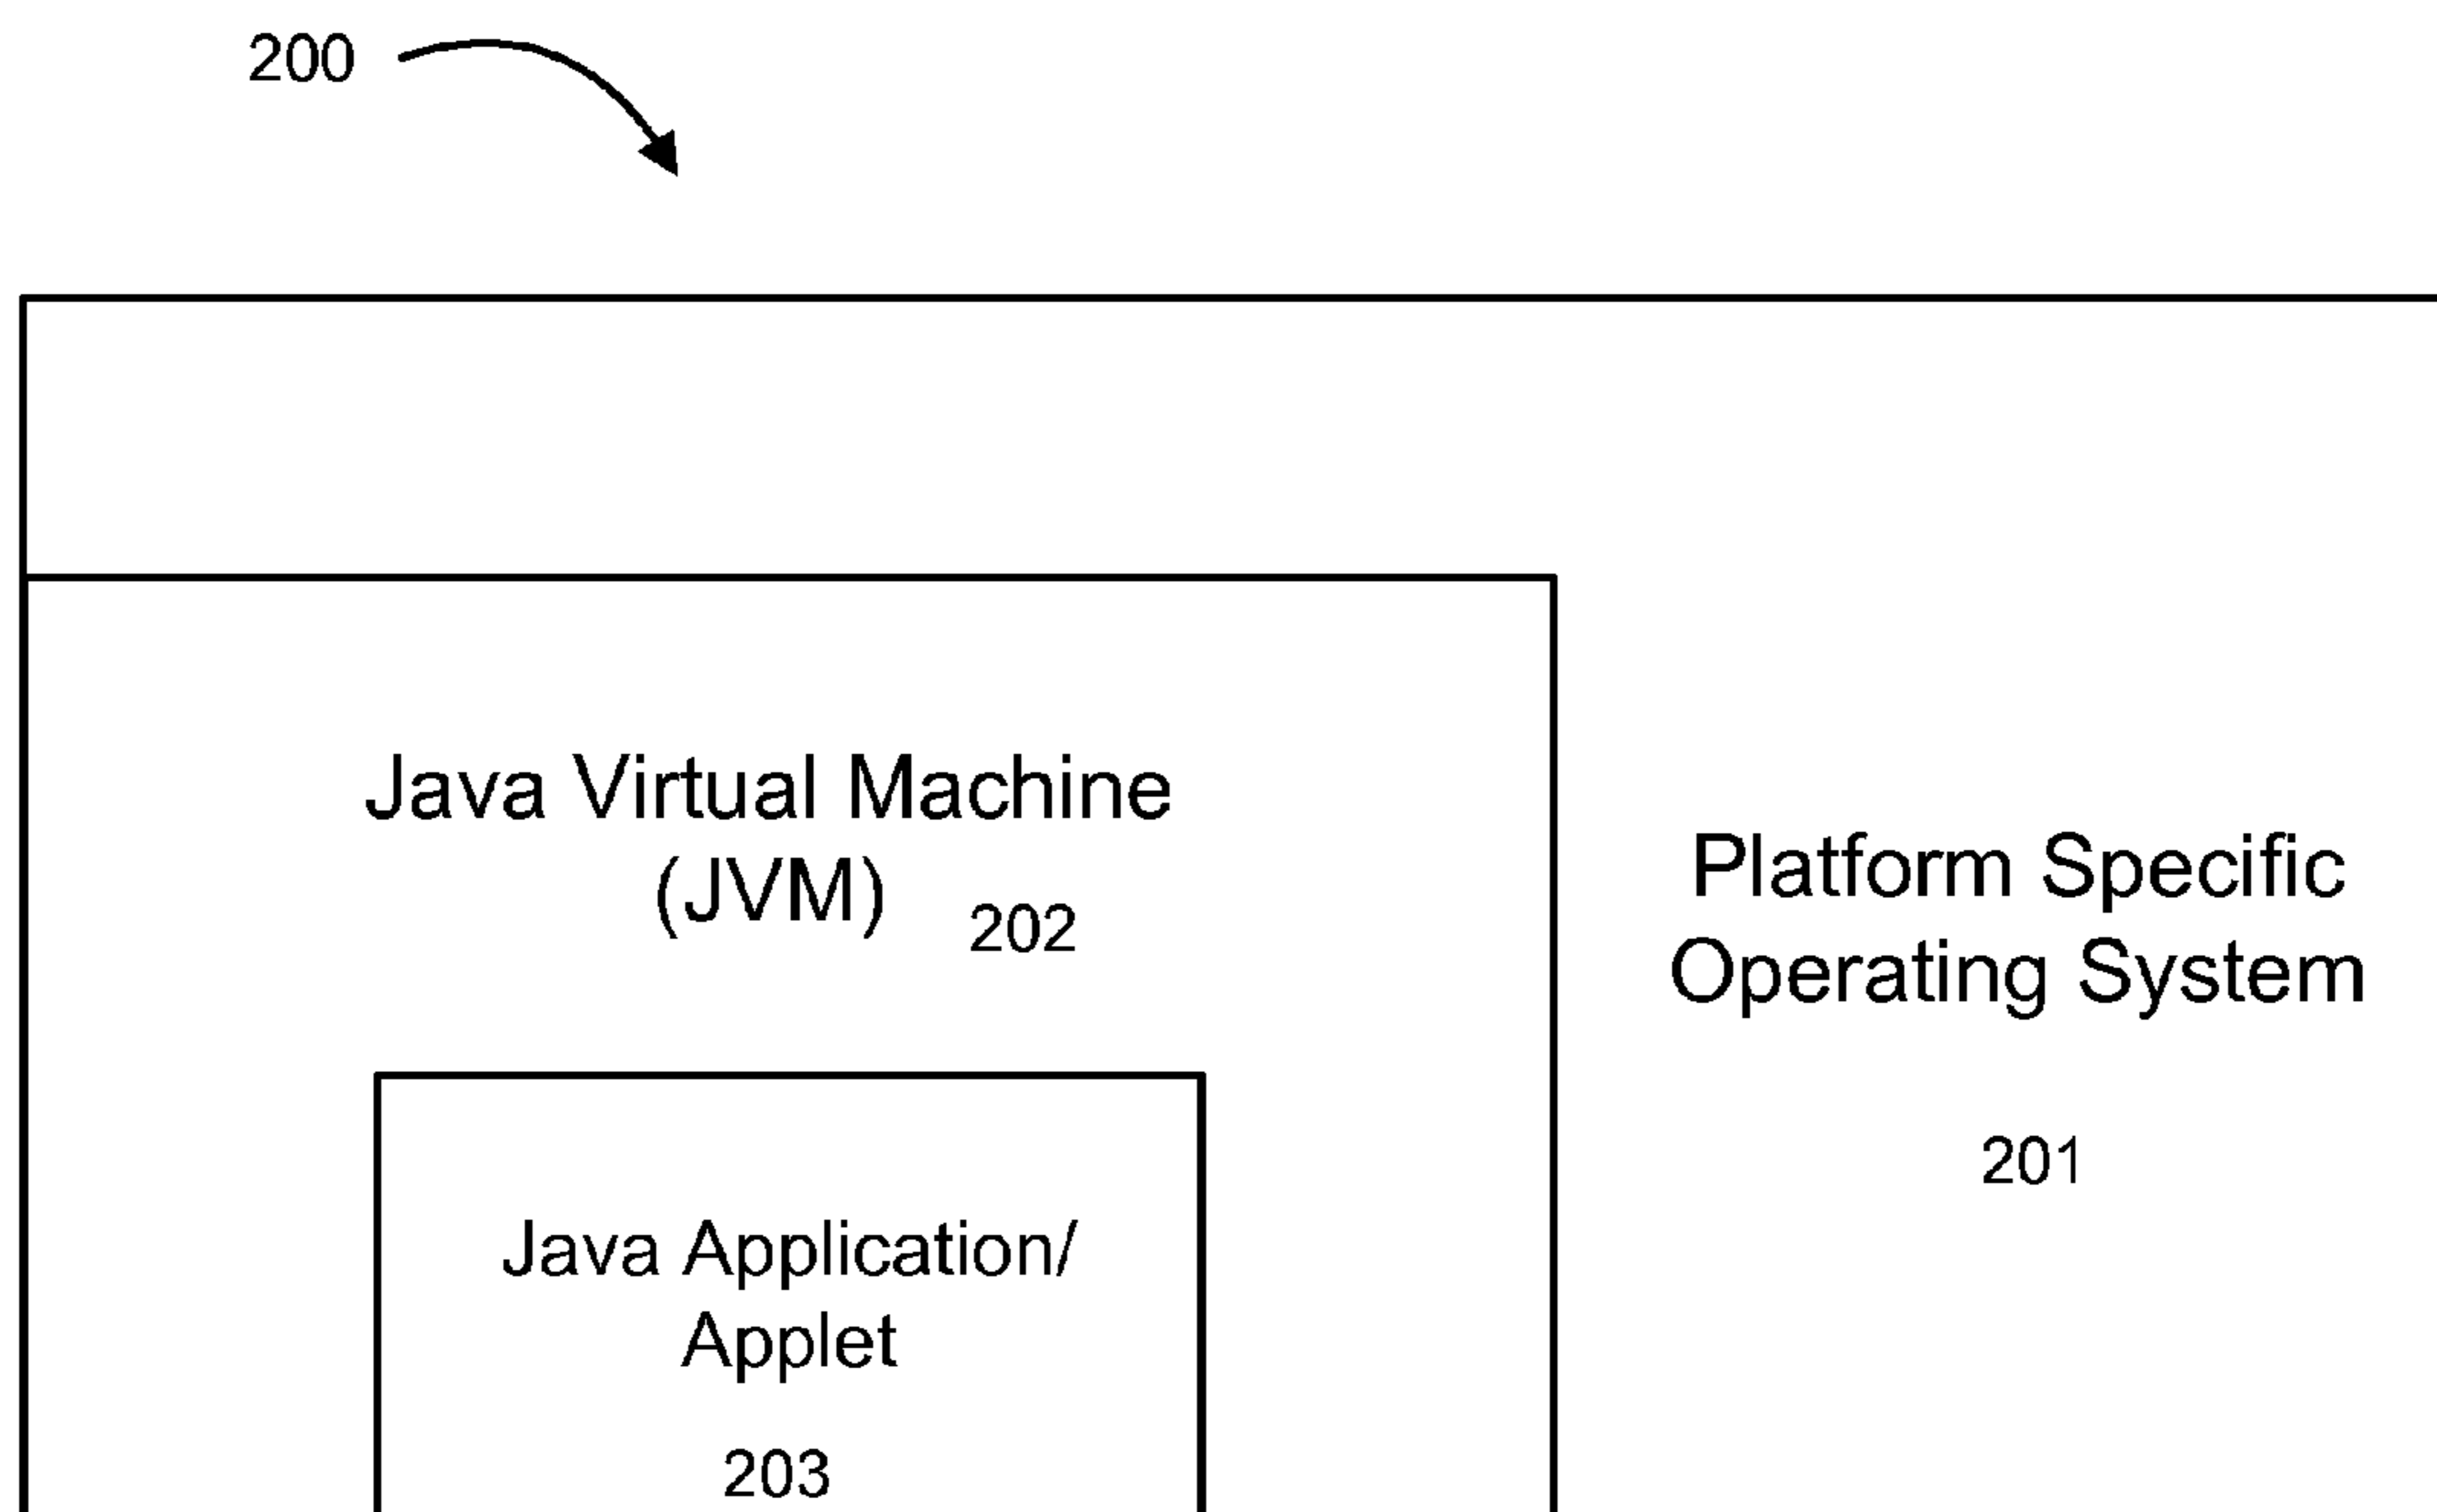 200
Java Virtual Machine
(JVM) 202
Platform Specific
Operating System
201
Java Application/
Applet
203